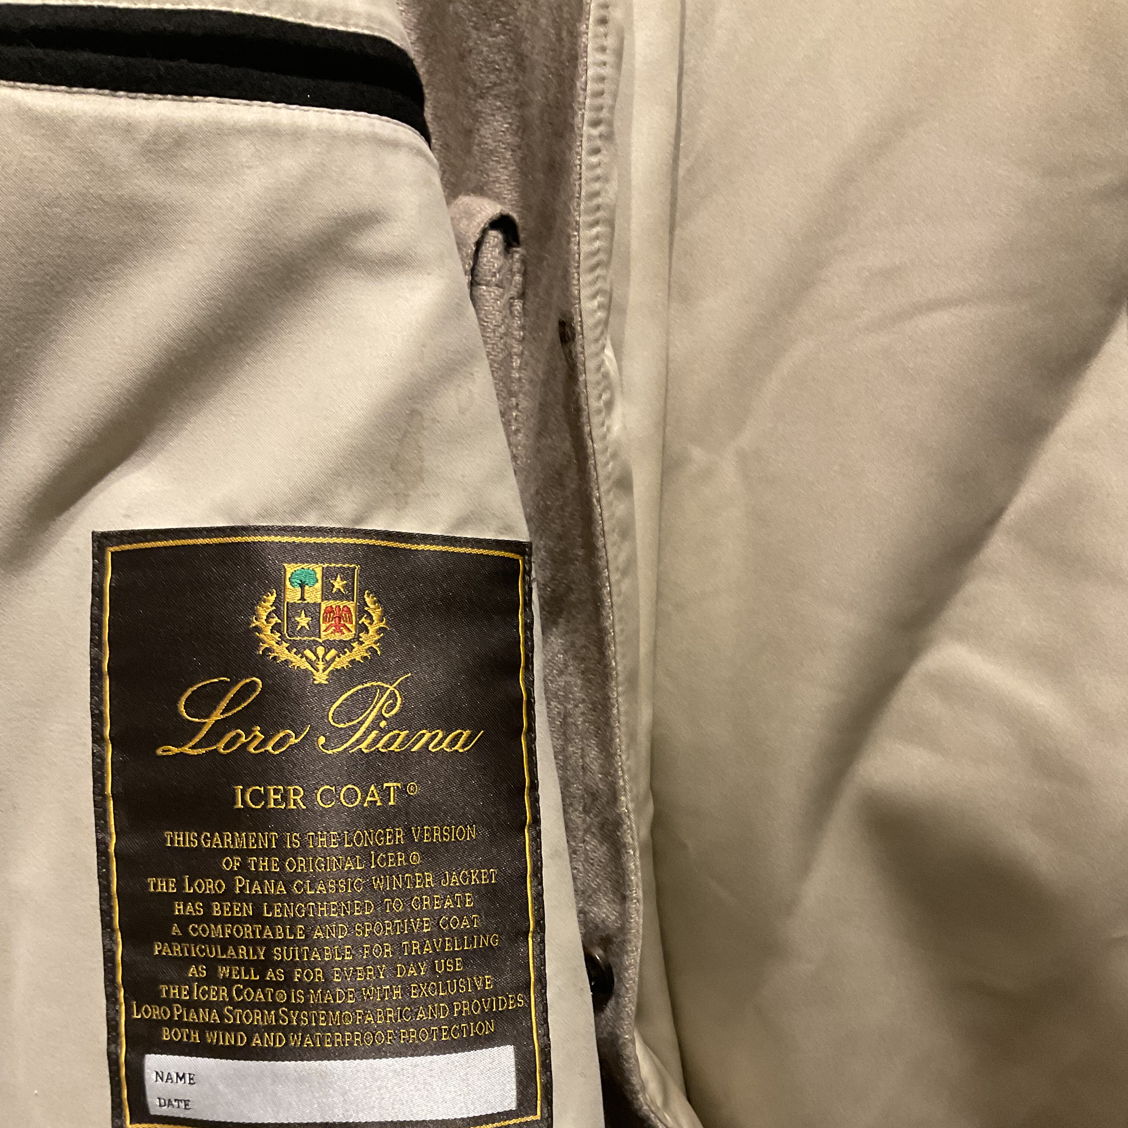 Loro Piana
ICER COAT®
THIS GARMENT IS THE LONGER VERSION
OF THE ORIGINAL ICER®
THE LORO PIANA CLASSIC WINTER JACKET
HAS BEEN LENGTHENED TO CREATE
A COMFORTABLE AND SPORTIVE COAT
PARTICULARLY SUITABLE FOR TRAVELLING
AS WELL AS FOR EVERY DAY USE
THE ICER COAT® IS MADE WITH EXCLUSIVE
LORO PIANA STORM SYSTEM® FABRIC AND PROVIDES
BOTH WIND AND WATERPROOF PROTECTION
NAME
DATE